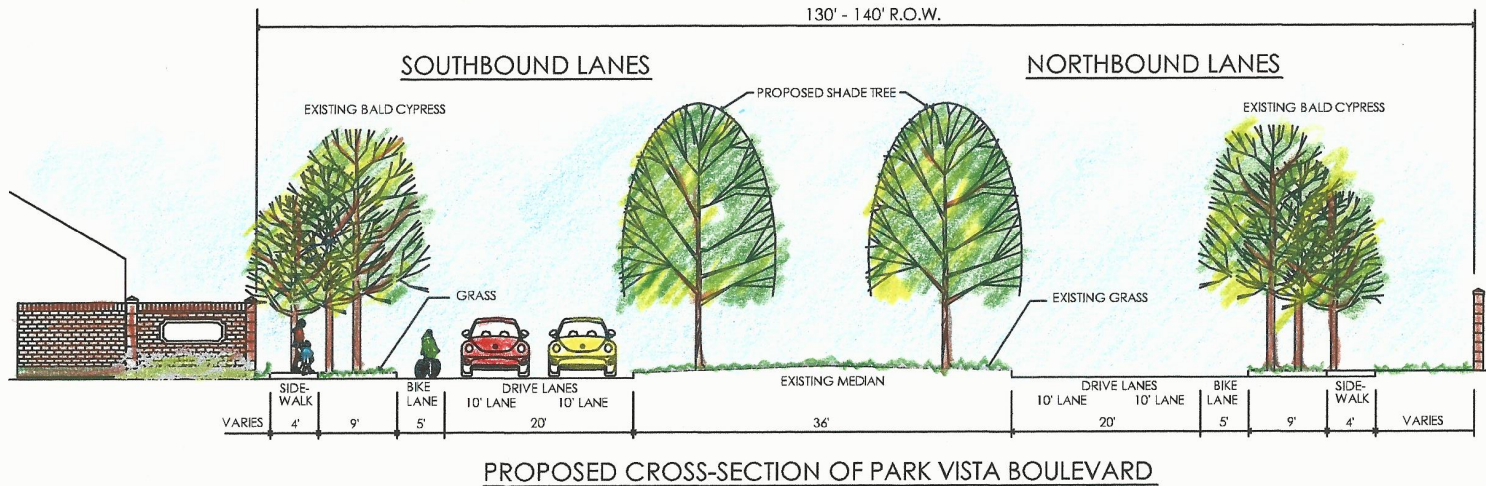 130' - 140' R.O.W.
SOUTHBOUND LANES
NORTHBOUND LANES
PROPOSED SHADE TREE
EXISTING BALD CYPRESS
EXISTING BALD CYPRESS
GRASS
EXISTING GRASS
SIDE-
WALK
BIKE
LANE
DRIVE LANES
10' LANE 10' LANE
EXISTING MEDIAN
DRIVE LANES
10' LANE 10' LANE
BIKE
LANE
SIDE-
WALK
VARIES 4' 9' 5' 20' 36' 20' 5' 9' 4' VARIES
PROPOSED CROSS-SECTION OF PARK VISTA BOULEVARD